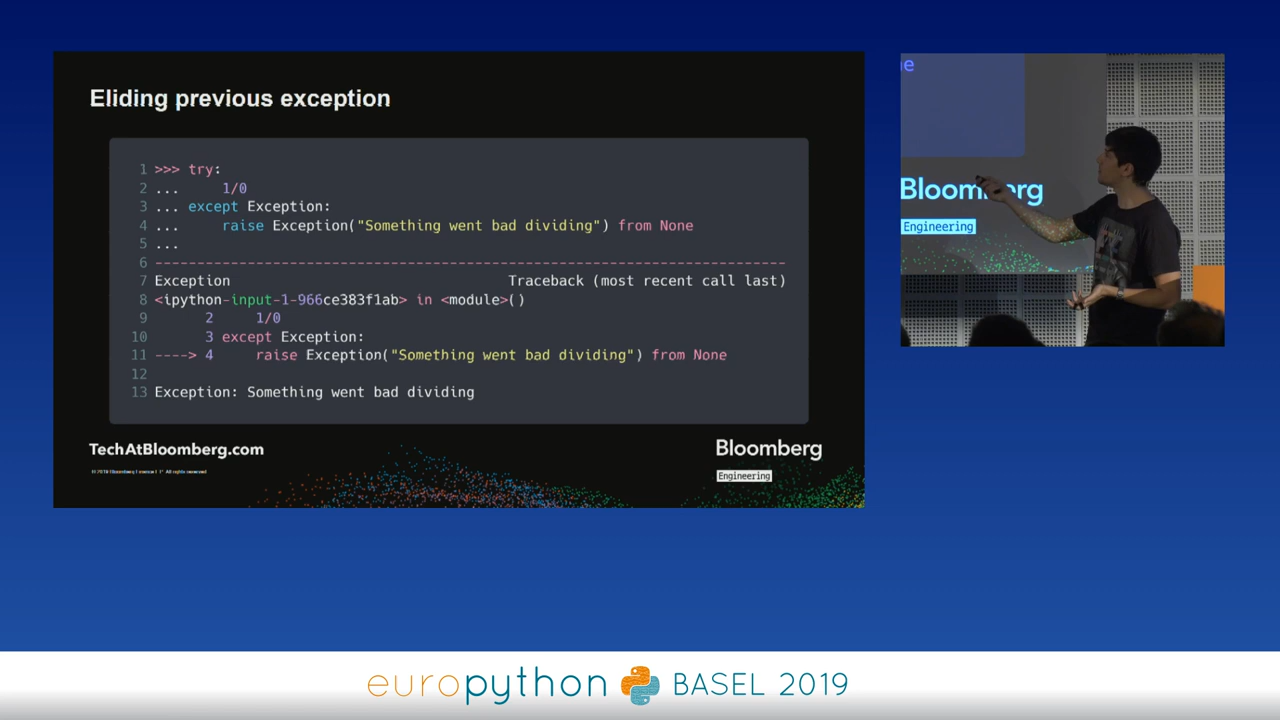 Eliding previous exception
1 >>> try:
2 ...     1/0
3 ... except Exception:
4 ...     raise Exception("Something went bad dividing") from None
5 ...
6 ---------------------------------------------------------------------------
7 Exception                                 Traceback (most recent call last)
8 <ipython-input-1-966ce383f1ab> in <module>()
9       2     1/0
10       3 except Exception:
11 ----> 4     raise Exception("Something went bad dividing") from None
12
13 Exception: Something went bad dividing
TechAtBloomberg.com
Bloomberg
Engineering
Bloomberg
Engineering
europython BASEL 2019